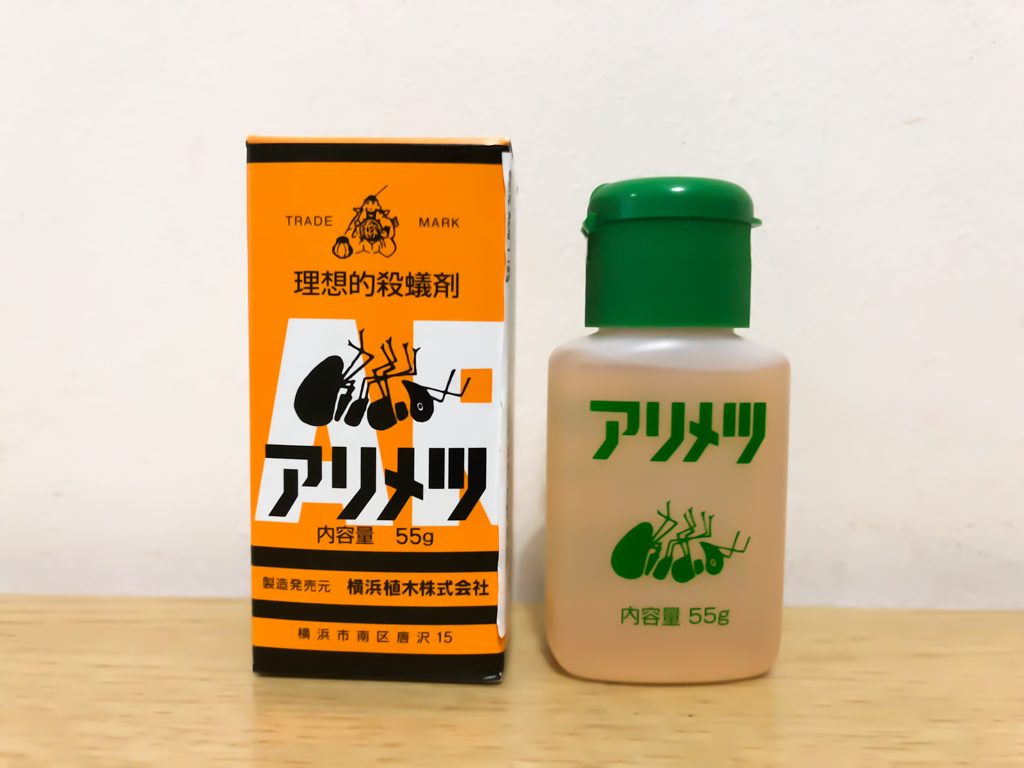 TRADE MARK
理想的殺蟻剤
アリメツ
内容量 55g
製造発売元 横浜植木株式会社
横浜市南区唐沢15
アリメツ
内容量 55g